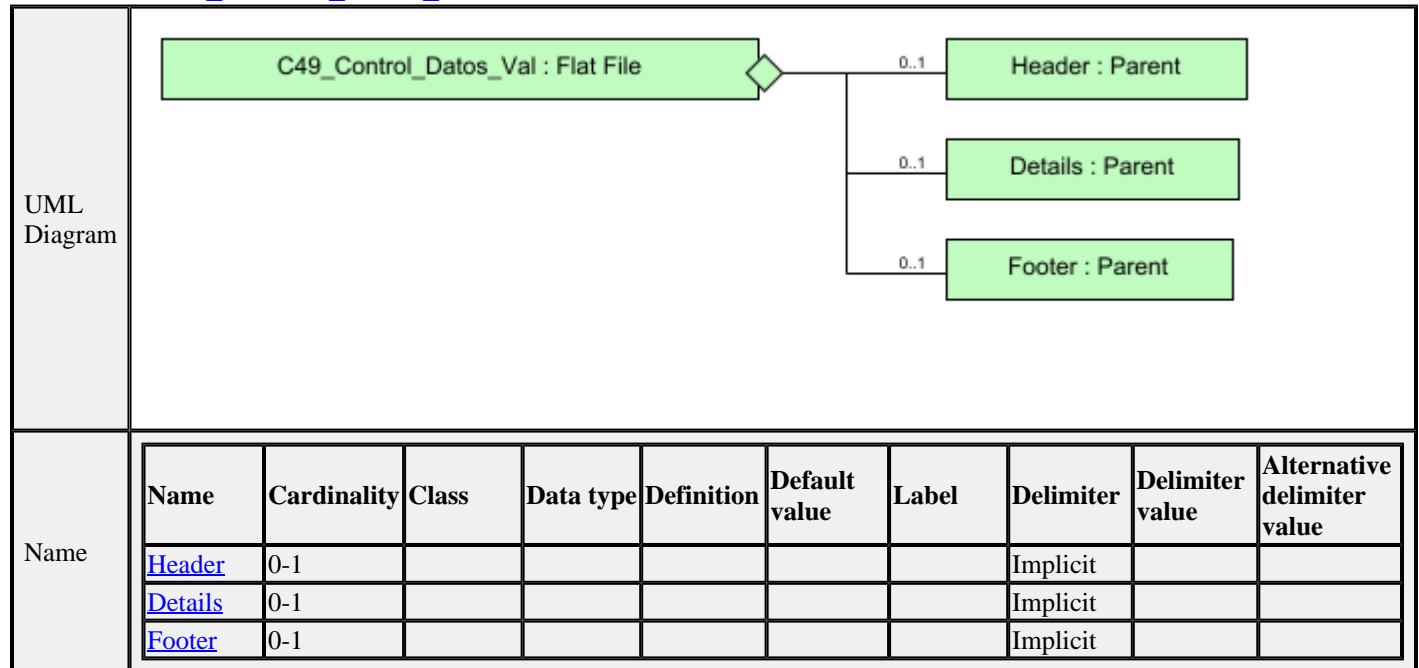 C49_Control_Datos_Val : Flat File
0..1
Header : Parent
0..1
Details : Parent
UML
Diagram
0..1
Footer : Parent
Name
Name Cardinality Class Data type Definition Default value Label Delimiter Delimiter value Alternative delimiter value
Header 0-1 Implicit
Details 0-1 Implicit
Footer 0-1 Implicit